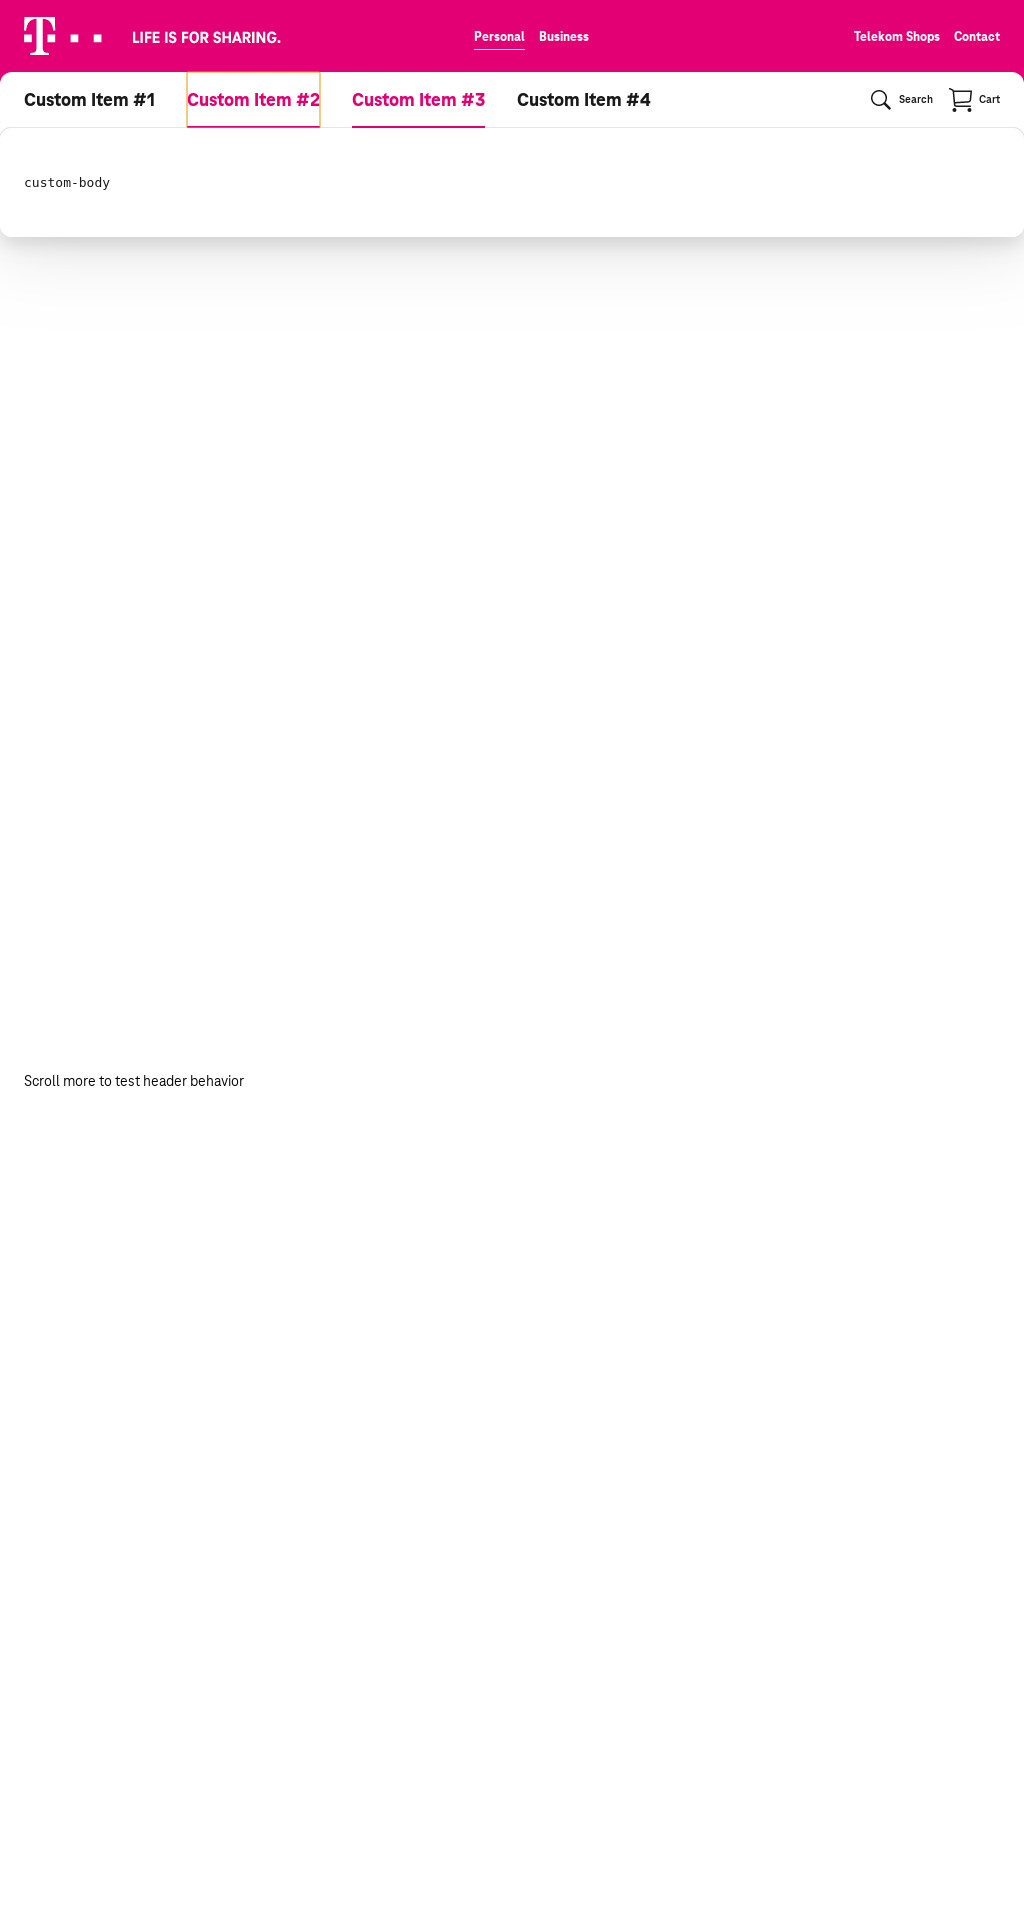 T LIFE IS FOR SHARING. Personal Business Telekom Shops Contact
Custom Item #1 Custom Item #2 Custom Item #3 Custom Item #4 Search Cart
custom-body
Scroll more to test header behavior